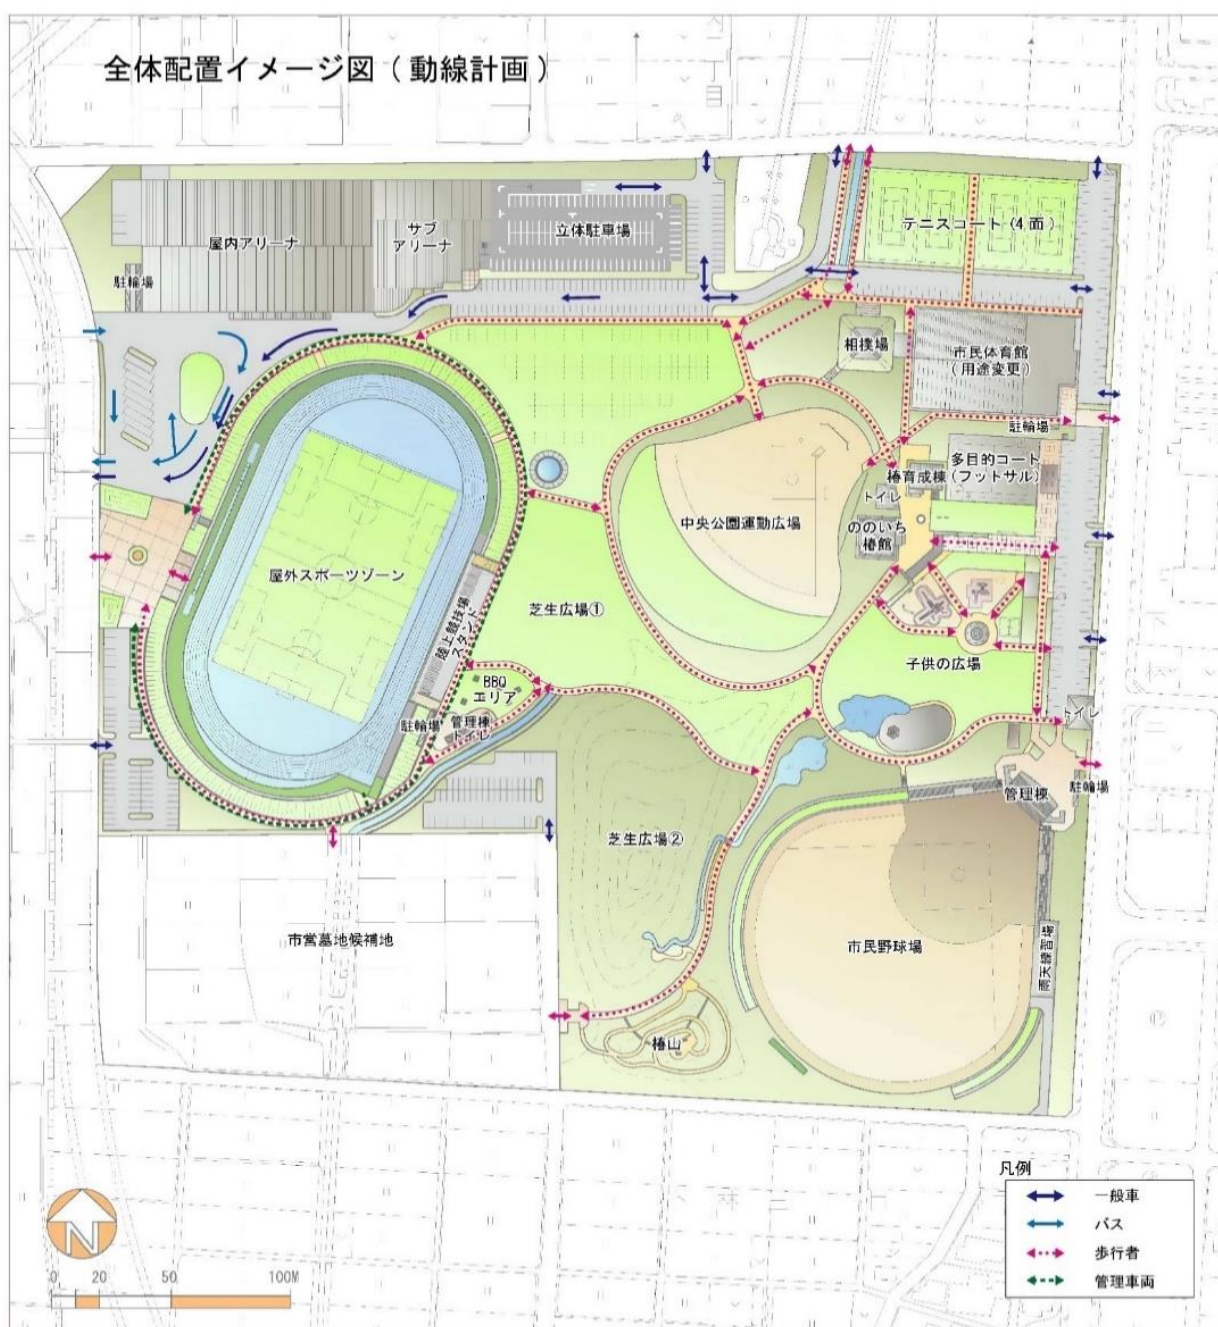 全体配置イメージ図（動線計画）
屋内アリーナ
サブ
アリーナ
立体駐車場
テニスコート（4面）
駐輪場
相撲場
市民体育館
（用途変更）
駐輪場
多目的コート
（フットサル）
椿育成棟
トイレ
ののいち
椿館
中央公園運動広場
屋外スポーツゾーン
芝生広場①
陸上競技場
スタンド
子供の広場
BBQ
エリア
駐輪場
管理棟
トイレ
トイレ
管理棟
駐輪場
芝生広場②
市営墓地候補地
市民野球場
雨天練習場
椿山
凡例
一般車
バス
歩行者
管理車両
N
0 20 50 100M